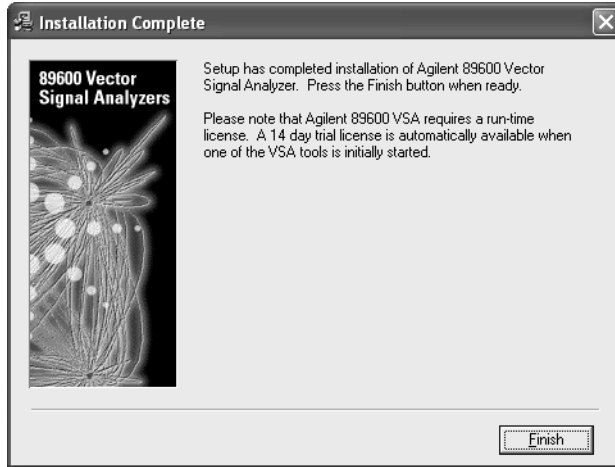 Installation Complete
89600 Vector
Signal Analyzers
Setup has completed installation of Agilent 89600 Vector
Signal Analyzer. Press the Finish button when ready.
Please note that Agilent 89600 VSA requires a run-time
license. A 14 day trial license is automatically available when
one of the VSA tools is initially started.
Finish